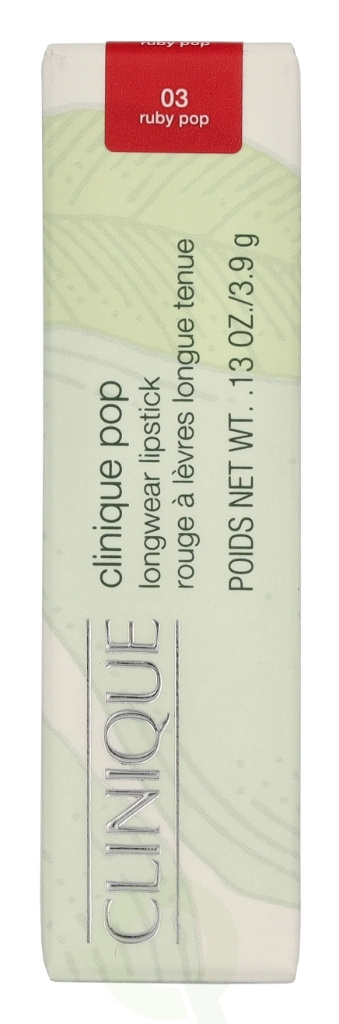 ruby pop
03
ruby pop
CLINIQUE
clinique pop
longwear lipstick
rouge à lèvres longue tenue
POIDS NET WT. .13 OZ./3.9 g